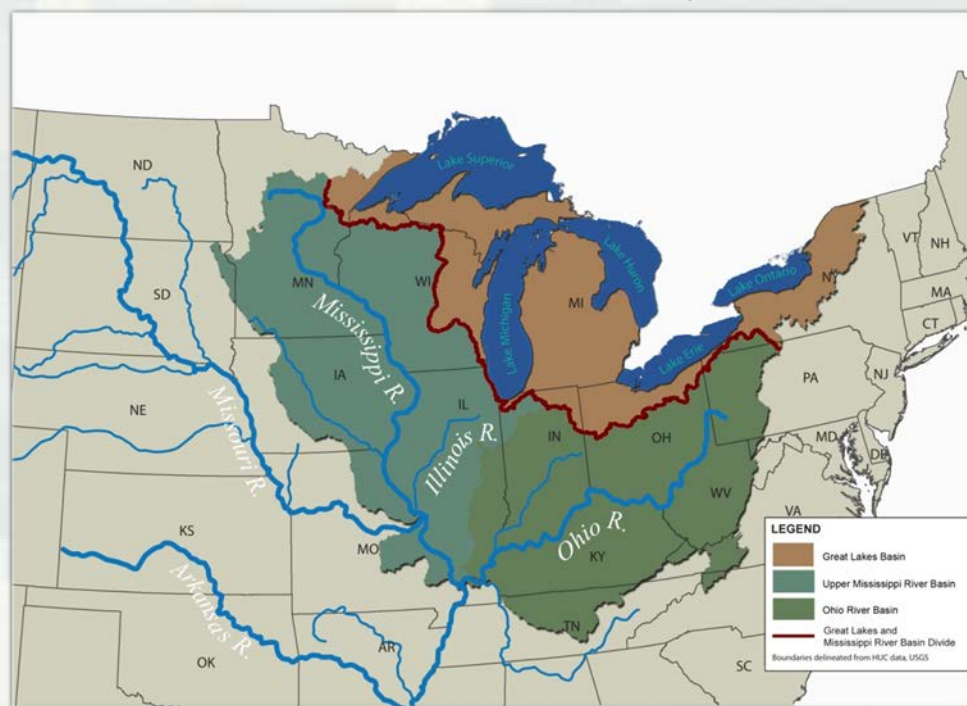 Lake Superior
ND
MN
WI
Lake Huron
VT
NH
NY
Lake Ontario
MA
SD
MI
Lake Michigan
CT
Mississippi R.
Lake Erie
IA
PA
NJ
NE
IL
Missouri R.
Illinois R.
IN
OH
MD
DE
WV
VA
KS
Ohio R.
MO
KY
Arkansas R.
TN
AR
OK
SC
LEGEND
Great Lakes Basin
Upper Mississippi River Basin
Ohio River Basin
Great Lakes and
Mississippi River Basin Divide
Boundaries delineated from HUC data, USGS